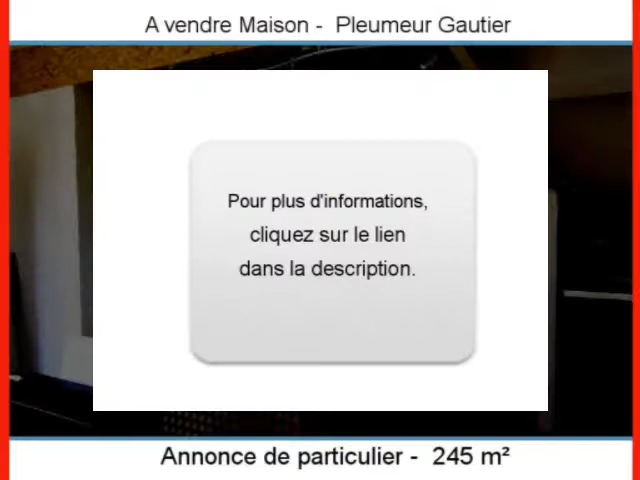 A vendre Maison - Pleumeur Gautier
Pour plus d'informations,
cliquez sur le lien
dans la description.
Annonce de particulier - 245 m²